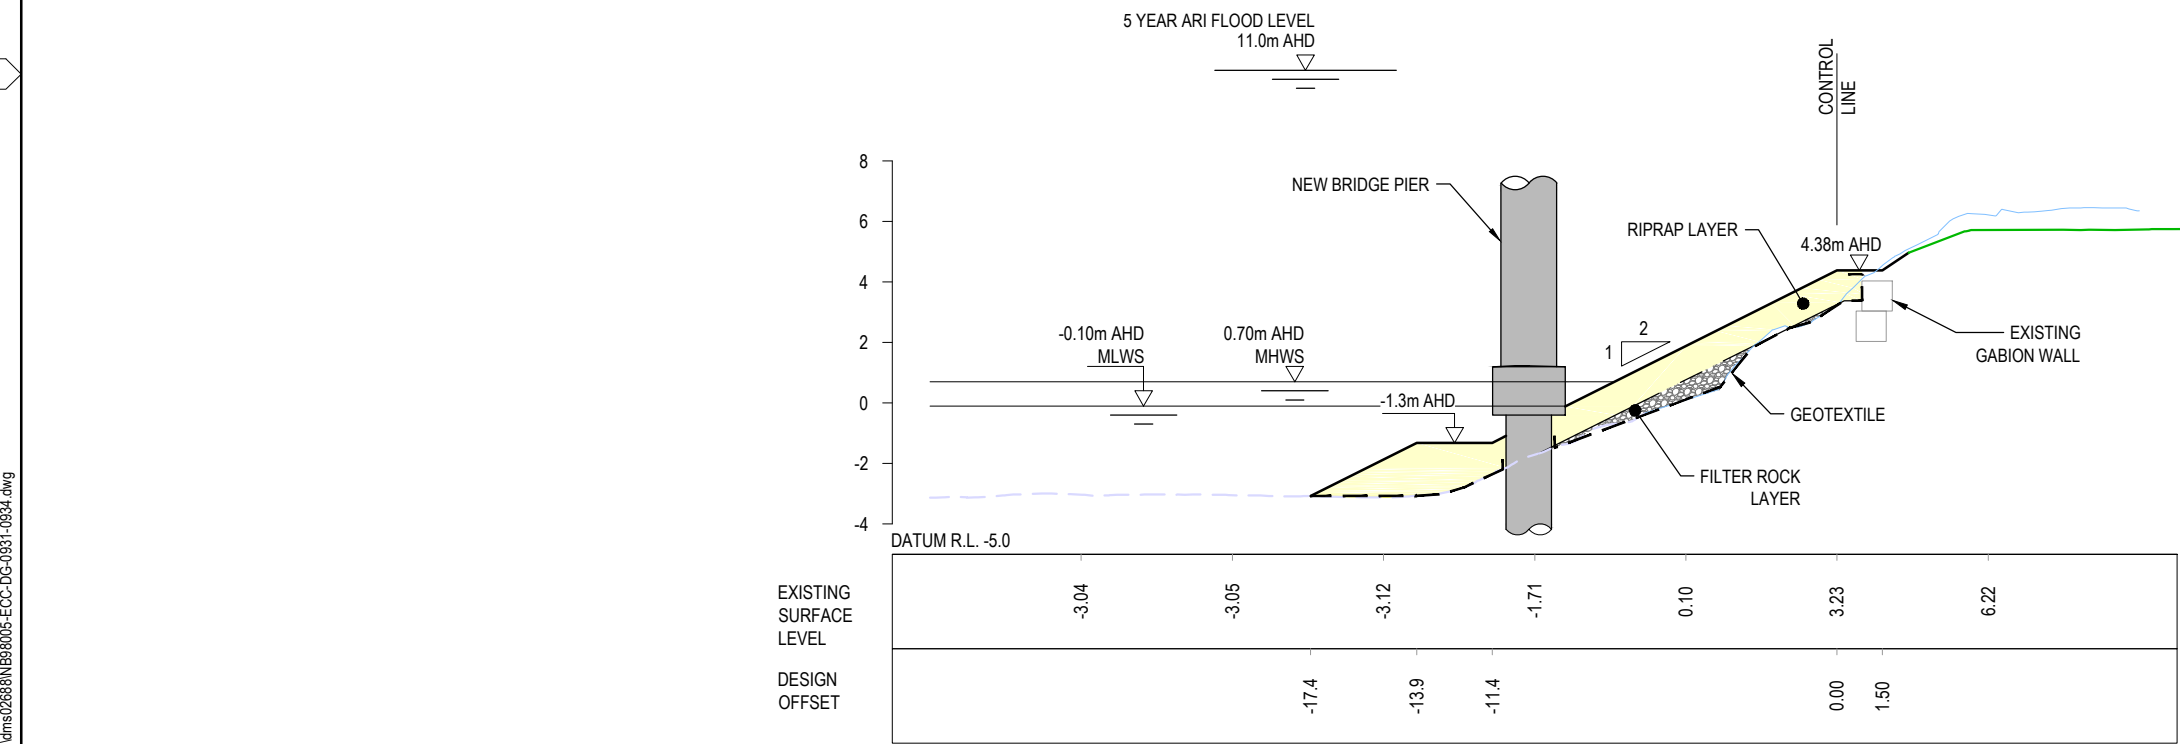 5 YEAR ARI FLOOD LEVEL
11.0m AHD
CONTROL
LINE
8
6
4
2
0
-2
-4
NEW BRIDGE PIER
RIPRAP LAYER
4.38m AHD
-0.10m AHD
MLWS
0.70m AHD
MHWS
2
1
EXISTING
GABION WALL
-1.3m AHD
GEOTEXTILE
FILTER ROCK
LAYER
DATUM R.L. -5.0
EXISTING
SURFACE
LEVEL
-3.04
-3.05
-3.12
-1.71
0.10
3.23
6.22
DESIGN
OFFSET
-17.4
-13.9
-11.4
0.00
1.50
\dms02688\NB98005-ECC-DG-0931-0934.dwg